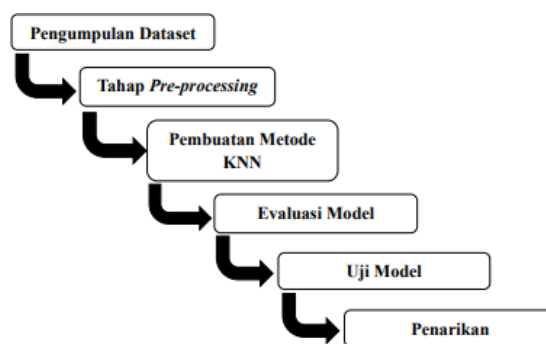 Pengumpulan Dataset
Tahap Pre-processing
Pembuatan Metode
KNN
Evaluasi Model
Uji Model
Penarikan